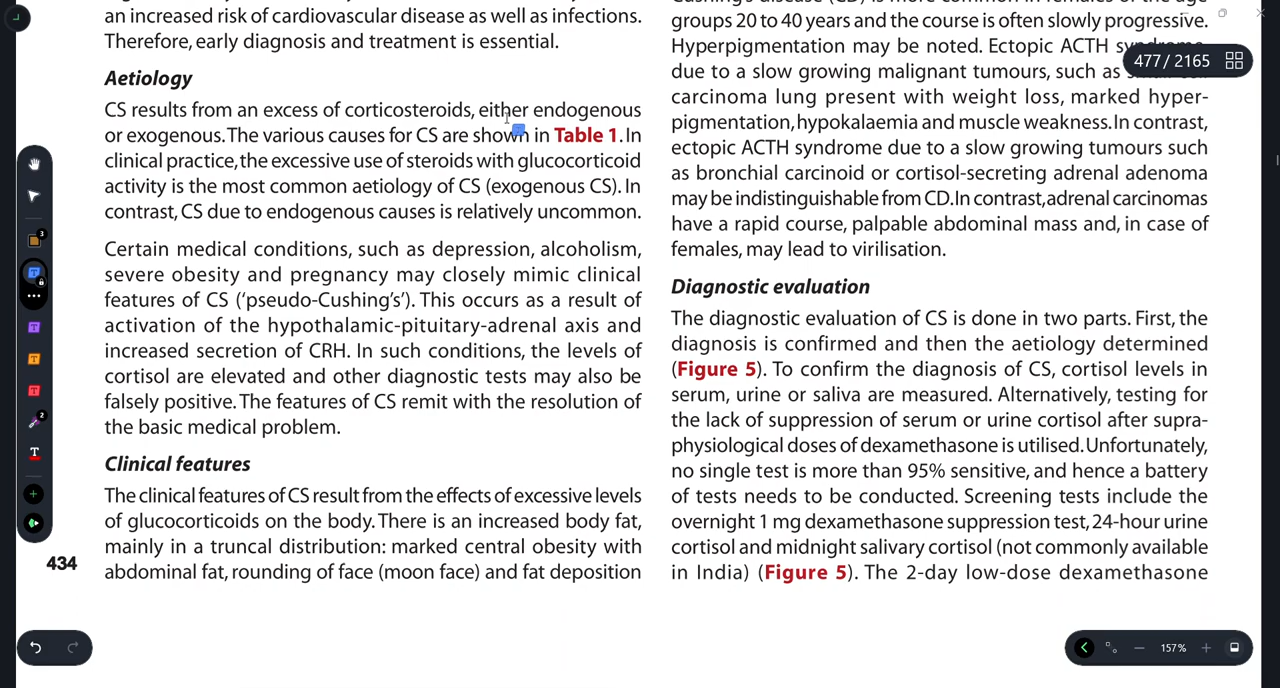 an increased risk of cardiovascular disease as well as infections.
Therefore, early diagnosis and treatment is essential.
Aetiology
CS results from an excess of corticosteroids, either endogenous
or exogenous. The various causes for CS are shown in Table 1. In
clinical practice, the excessive use of steroids with glucocorticoid
activity is the most common aetiology of CS (exogenous CS). In
contrast, CS due to endogenous causes is relatively uncommon.
Certain medical conditions, such as depression, alcoholism,
severe obesity and pregnancy may closely mimic clinical
features of CS ('pseudo-Cushing's'). This occurs as a result of
activation of the hypothalamic-pituitary-adrenal axis and
increased secretion of CRH. In such conditions, the levels of
cortisol are elevated and other diagnostic tests may also be
falsely positive. The features of CS remit with the resolution of
the basic medical problem.
Clinical features
The clinical features of CS result from the effects of excessive levels
of glucocorticoids on the body. There is an increased body fat,
mainly in a truncal distribution: marked central obesity with
abdominal fat, rounding of face (moon face) and fat deposition
434
groups 20 to 40 years and the course is often slowly progressive.
Hyperpigmentation may be noted. Ectopic ACTH syndrome
due to a slow growing malignant tumours, such as
carcinoma lung present with weight loss, marked hyper-
pigmentation, hypokalaemia and muscle weakness. In contrast,
ectopic ACTH syndrome due to a slow growing tumours such
as bronchial carcinoid or cortisol-secreting adrenal adenoma
may be indistinguishable from CD. In contrast, adrenal carcinomas
have a rapid course, palpable abdominal mass and, in case of
females, may lead to virilisation.
Diagnostic evaluation
The diagnostic evaluation of CS is done in two parts. First, the
diagnosis is confirmed and then the aetiology determined
(Figure 5). To confirm the diagnosis of CS, cortisol levels in
serum, urine or saliva are measured. Alternatively, testing for
the lack of suppression of serum or urine cortisol after supra-
physiological doses of dexamethasone is utilised. Unfortunately,
no single test is more than 95% sensitive, and hence a battery
of tests needs to be conducted. Screening tests include the
overnight 1 mg dexamethasone suppression test, 24-hour urine
cortisol and midnight salivary cortisol (not commonly available
in India) (Figure 5). The 2-day low-dose dexamethasone
477 / 2165
3
T
T
T
T
2
T
157%